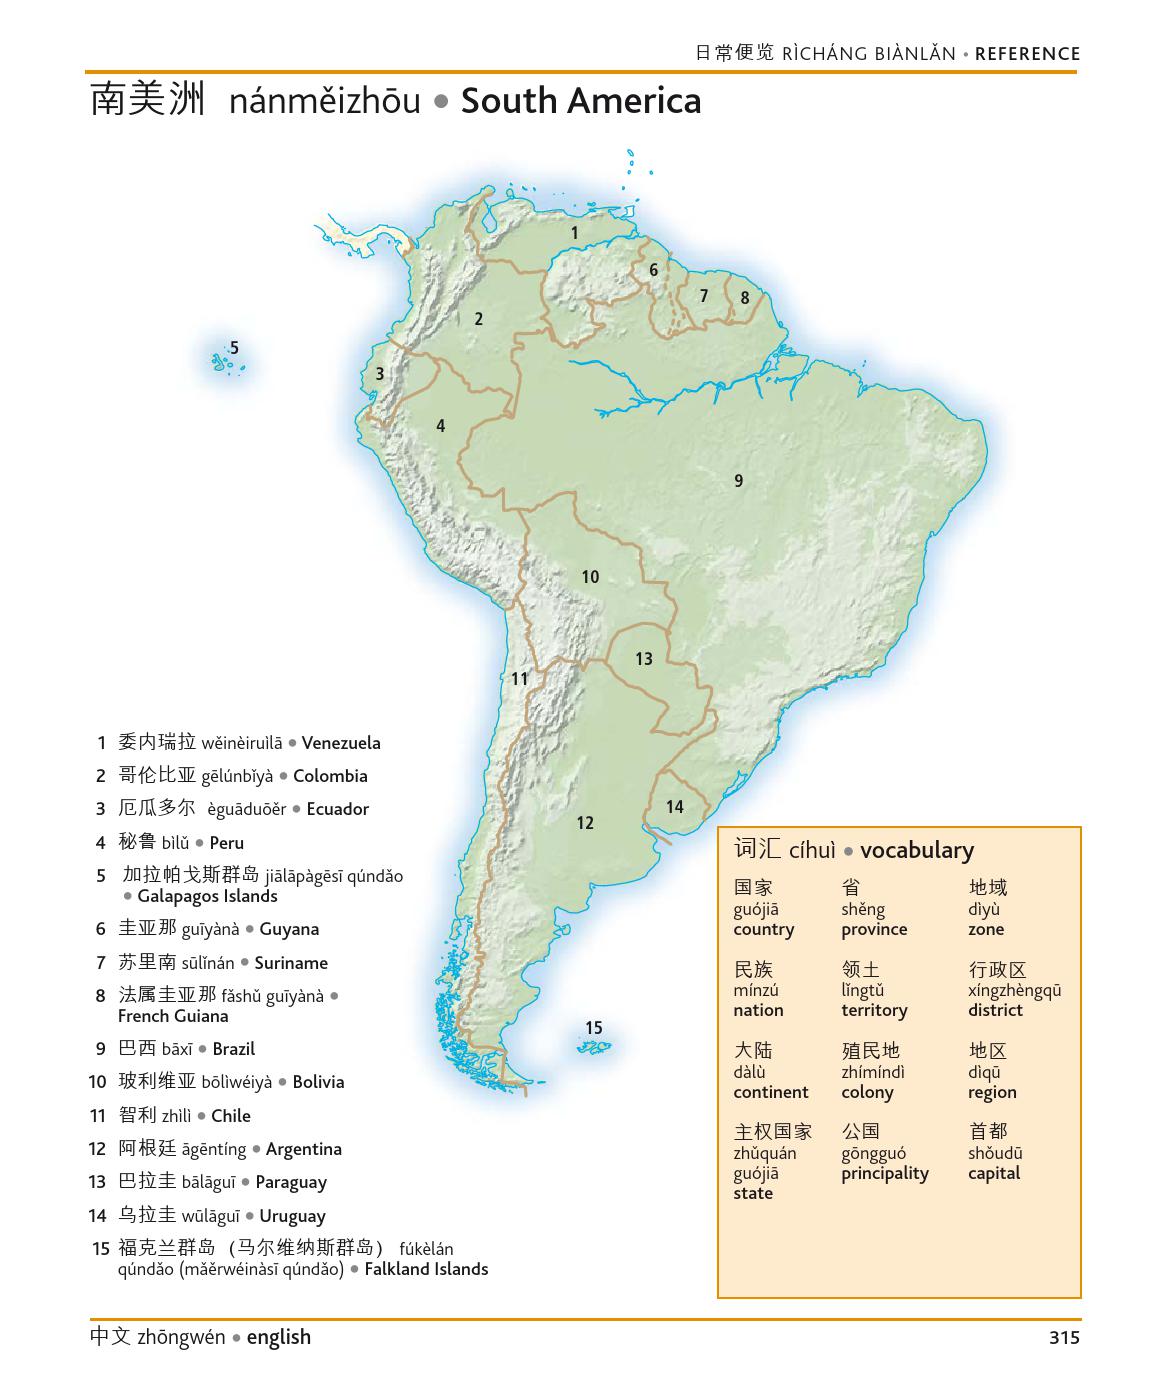 日常便览 RÌCHÁNG BIÀNLǍN • REFERENCE
南美洲 nánměizhōu • South America
1
6
7
8
2
5
3
4
9
10
13
11
14
12
15
1 委内瑞拉 wěinèiruìlā • Venezuela
2 哥伦比亚 gēlúnbǐyà • Colombia
3 厄瓜多尔 èguāduōěr • Ecuador
4 秘鲁 bìlǔ • Peru
5 加拉帕戈斯群岛 jiālāpàgēsī qúndǎo
• Galapagos Islands
6 圭亚那 guīyànà • Guyana
7 苏里南 sūlǐnán • Suriname
8 法属圭亚那 fǎshǔ guīyànà •
French Guiana
9 巴西 bāxī • Brazil
10 玻利维亚 bōlìwéiyà • Bolivia
11 智利 zhìlì • Chile
12 阿根廷 āgēntíng • Argentina
13 巴拉圭 bālāguī • Paraguay
14 乌拉圭 wūlāguī • Uruguay
15 福克兰群岛（马尔维纳斯群岛） fúkèlán
qúndǎo (mǎěrwéinàsī qúndǎo) • Falkland Islands
词汇 cíhuì • vocabulary
国家
guójiā
country
省
shěng
province
地域
dìyù
zone
民族
mínzú
nation
领土
lǐngtǔ
territory
行政区
xíngzhèngqū
district
大陆
dàlù
continent
殖民地
zhímíndì
colony
地区
dìqū
region
主权国家
zhǔquán
guójiā
state
公国
gōngguó
principality
首都
shǒudū
capital
中文 zhōngwén • english
315